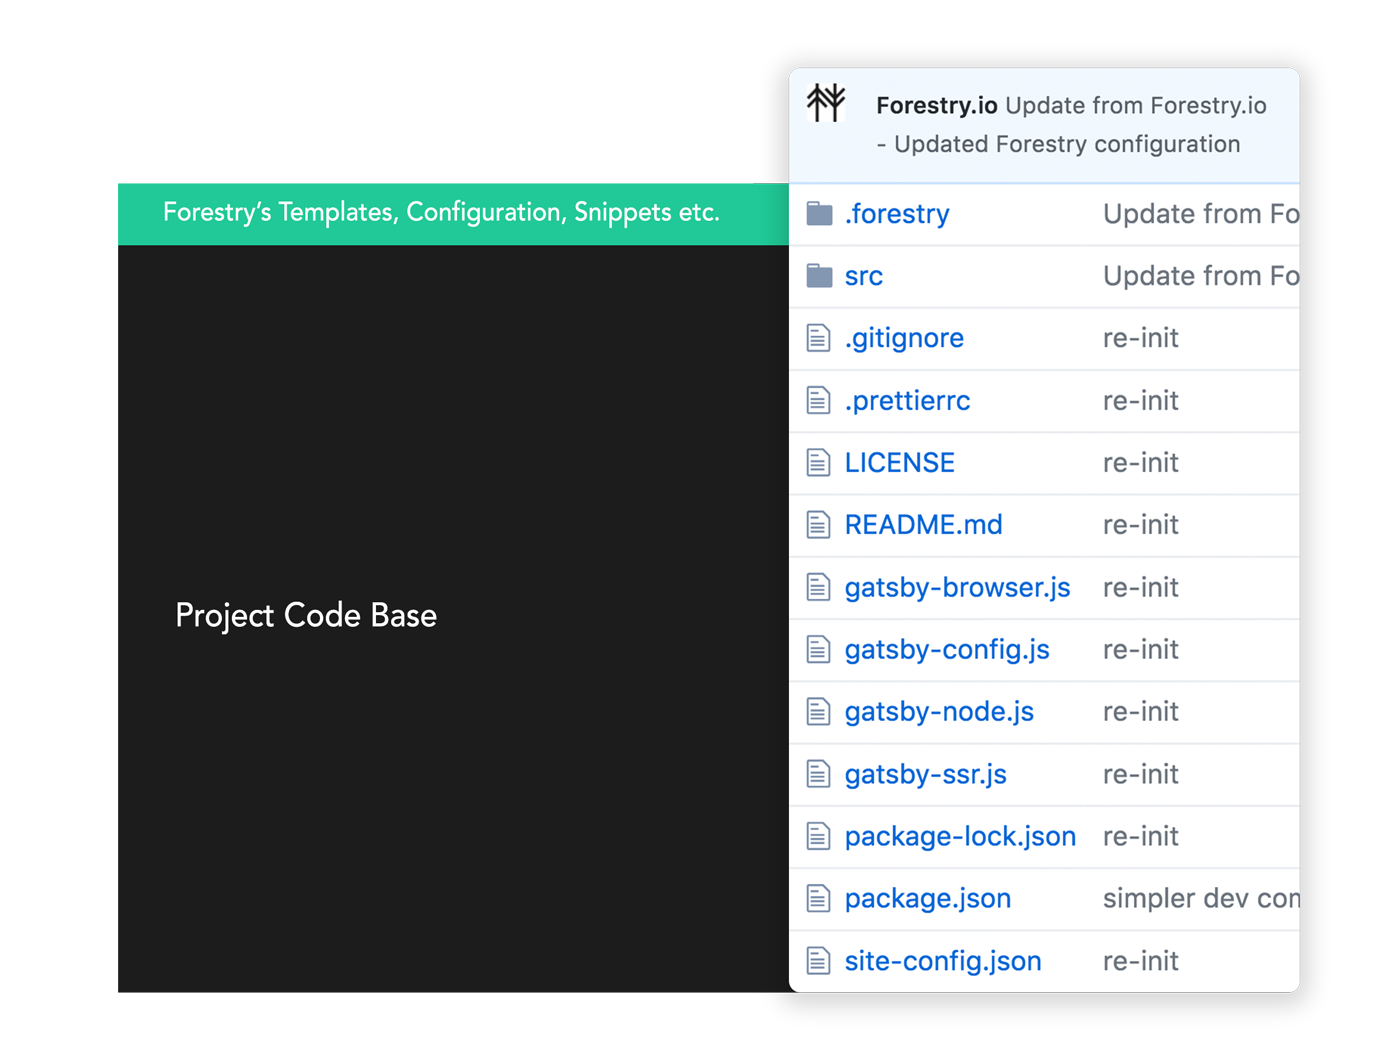 Forestry.io Update from Forestry.io
- Updated Forestry configuration
Forestry's Templates, Configuration, Snippets etc.
Project Code Base
.forestry Update from Fo
src Update from Fo
.gitignore re-init
.prettierrc re-init
LICENSE re-init
README.md re-init
gatsby-browser.js re-init
gatsby-config.js re-init
gatsby-node.js re-init
gatsby-ssr.js re-init
package-lock.json re-init
package.json simpler dev con
site-config.json re-init